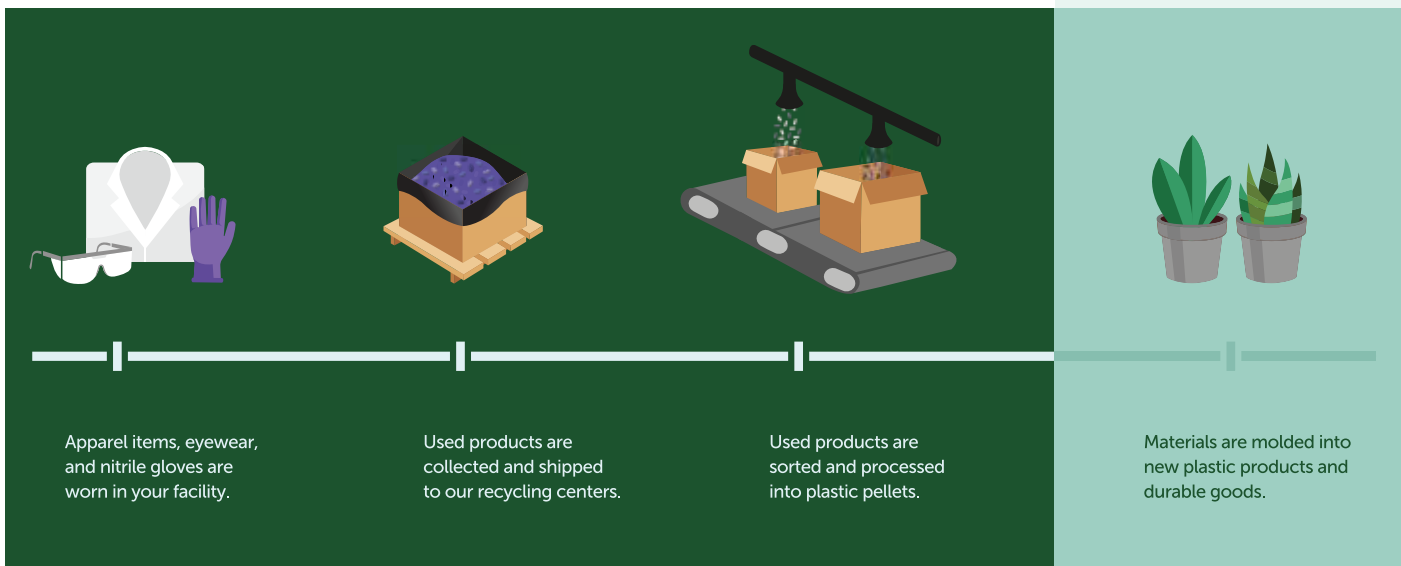 Apparel items, eyewear,
and nitrile gloves are
worn in your facility.
Used products are
collected and shipped
to our recycling centers.
Used products are
sorted and processed
into plastic pellets.
Materials are molded into
new plastic products and
durable goods.